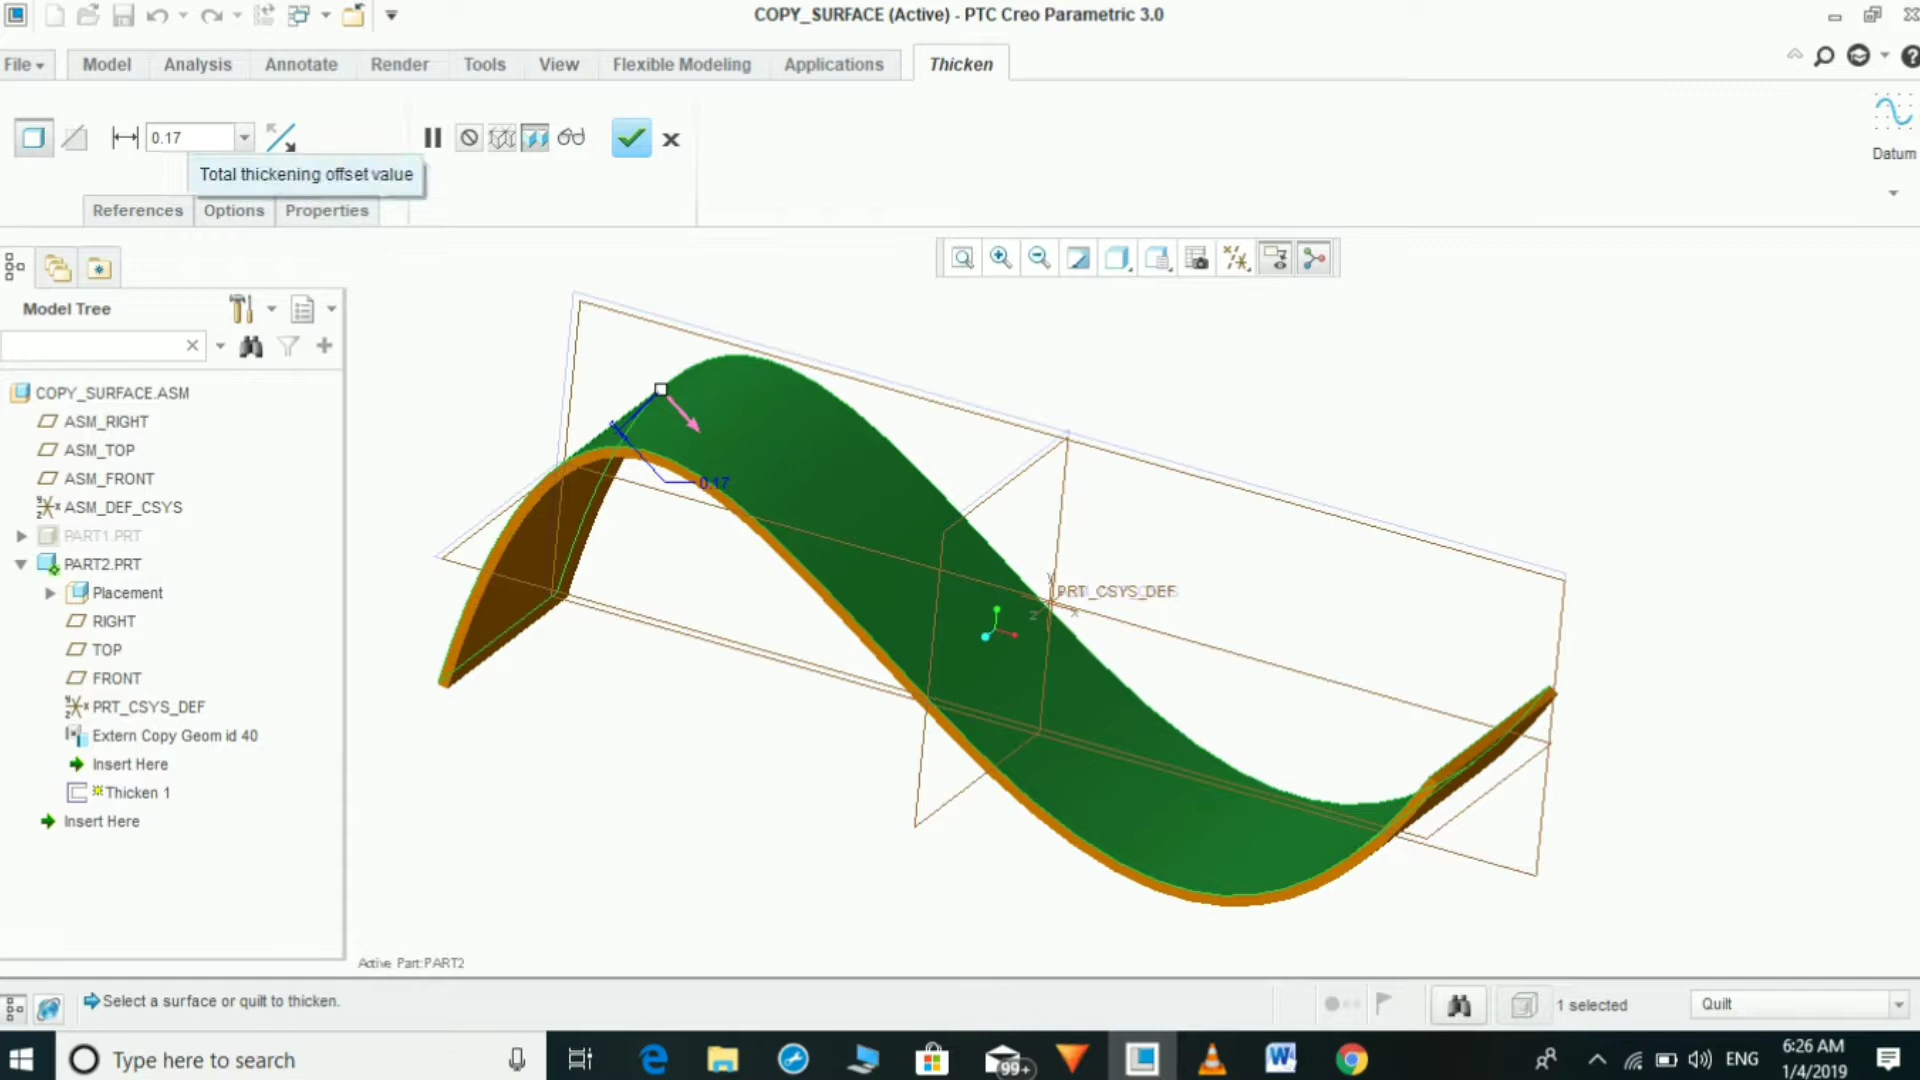 COPY_SURFACE (Active) - PTC Creo Parametric 3.0
File Model Analysis Annotate Render Tools View Flexible Modeling Applications Thicken
0.17
Total thickening offset value
Datum
References Options Properties
Model Tree
COPY_SURFACE.ASM
ASM_RIGHT
ASM_TOP
ASM_FRONT
ASM_DEF_CSYS
PART1.PRT
PART2.PRT
Placement
RIGHT
TOP
FRONT
PRT_CSYS_DEF
Extern Copy Geom id 40
Insert Here
Thicken 1
Insert Here
0.17
PRT_CSYS_DEF
Y
Z X
Active Part:PART2
Select a surface or quilt to thicken.
1 selected
Quilt
Type here to search
99+
ENG
6:26 AM
1/4/2019